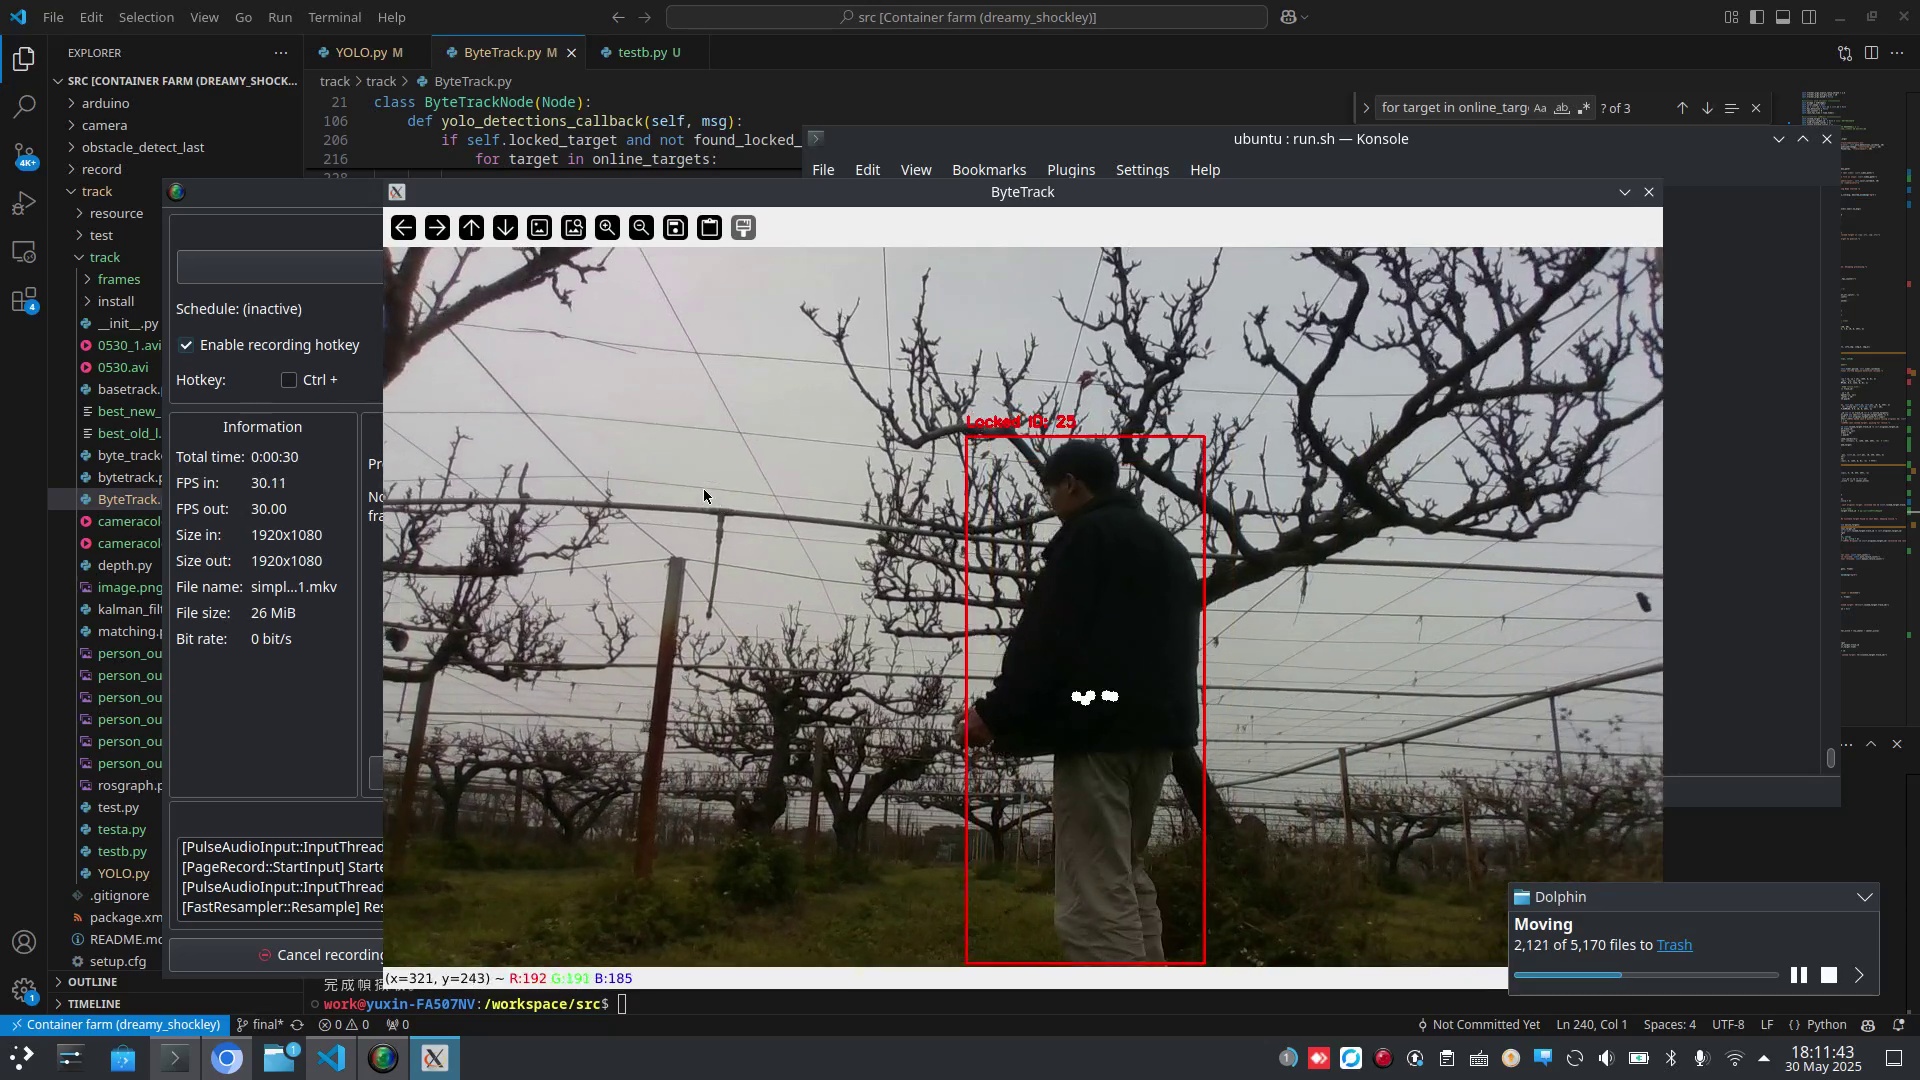 File Edit Selection View Go Run Terminal Help
src [Container farm (dreamy_shockley)]
EXPLORER
SRC [CONTAINER FARM (DREAMY_SHOCK...
arduino
camera
obstacle_detect_last
record
track
resource
test
track
frames
install
__init__.py
0530_1.avi
0530.avi
basetrack.
best_new_
best_old_l.
byte_track
bytetrack.p
ByteTrack.
cameracol
cameracol
depth.py
image.png
kalman_filt
matching.p
person_ou
person_ou
person_ou
person_ou
person_ou
person_ou
rosgraph.p
test.py
testa.py
testb.py
YOLO.py
.gitignore
package.xm
README.md
setup.cfg
OUTLINE
TIMELINE
4K+
4
1
YOLO.py M
ByteTrack.py M
testb.py U
track > track > ByteTrack.py
21 class ByteTrackNode(Node):
106 def yolo_detections_callback(self, msg):
206 if self.locked_target and not found_locked_
216 for target in online_targets:
for target in online_targ Aa ab ? of 3
ubuntu : run.sh — Konsole
File Edit View Bookmarks Plugins Settings Help
ByteTrack
Schedule: (inactive)
Enable recording hotkey
Hotkey: Ctrl +
Information
Total time: 0:00:30
FPS in: 30.11
FPS out: 30.00
Size in: 1920x1080
Size out: 1920x1080
File name: simpl...1.mkv
File size: 26 MiB
Bit rate: 0 bit/s
Pr
No
fra
[PulseAudioInput::InputThread
[PageRecord::StartInput] Starte
[PulseAudioInput::InputThread
[FastResampler::Resample] Res
Cancel recording
Locked ID: 25
(x=321, y=243) ~ R:192 G:191 B:185
work@yuxin-FA507NV:/workspace/src$
Dolphin
Moving
2,121 of 5,170 files to Trash
Container farm (dreamy_shockley) final* 0 0 0 Not Committed Yet Ln 240, Col 1 Spaces: 4 UTF-8 LF {} Python
1
1
18:11:43
30 May 2025